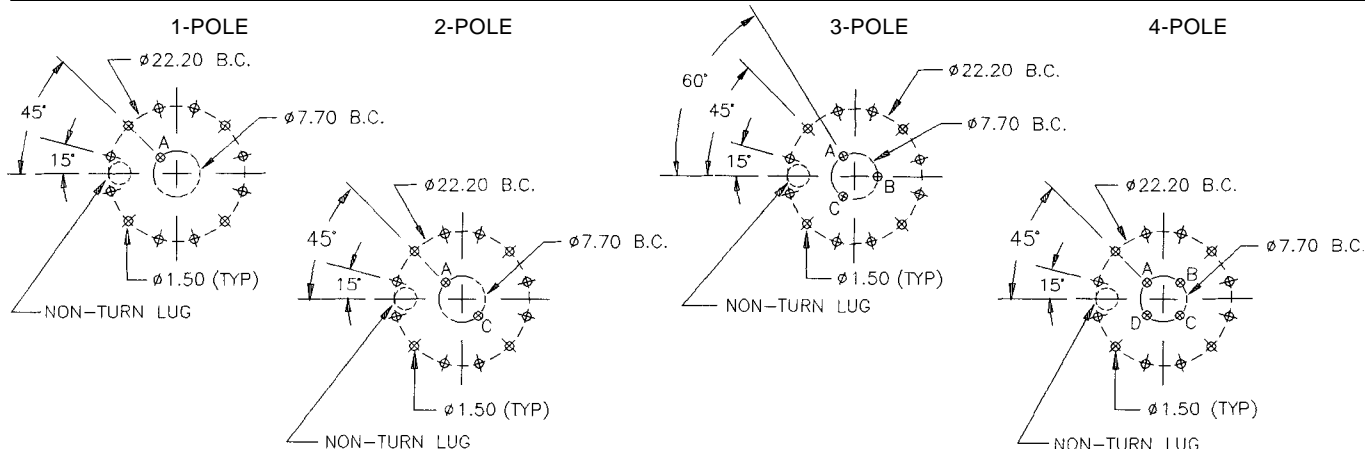 1-POLE
2-POLE
3-POLE
4-POLE
ø22.20 B.C.
45°
15°
A
ø7.70 B.C.
ø1.50 (TYP)
NON-TURN LUG
ø22.20 B.C.
45°
15°
A
C
ø7.70 B.C.
ø1.50 (TYP)
NON-TURN LUG
60°
45°
15°
ø22.20 B.C.
ø7.70 B.C.
A
B
C
ø1.50 (TYP)
NON-TURN LUG
ø22.20 B.C.
45°
15°
A
B
D
C
ø7.70 B.C.
ø1.50 (TYP)
NON-TURN LUG